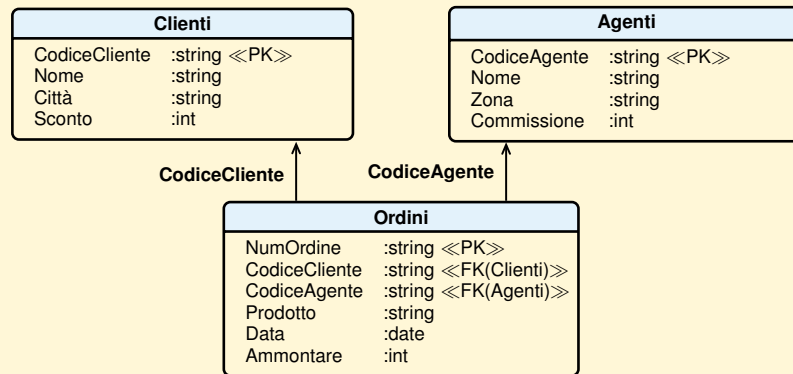 Clienti
CodiceCliente :string ≪PK≫
Nome :string
Città :string
Sconto :int
Agenti
CodiceAgente :string ≪PK≫
Nome :string
Zona :string
Commissione :int
CodiceCliente
CodiceAgente
Ordini
NumOrdine :string ≪PK≫
CodiceCliente :string ≪FK(Clienti)≫
CodiceAgente :string ≪FK(Agenti)≫
Prodotto :string
Data :date
Ammontare :int